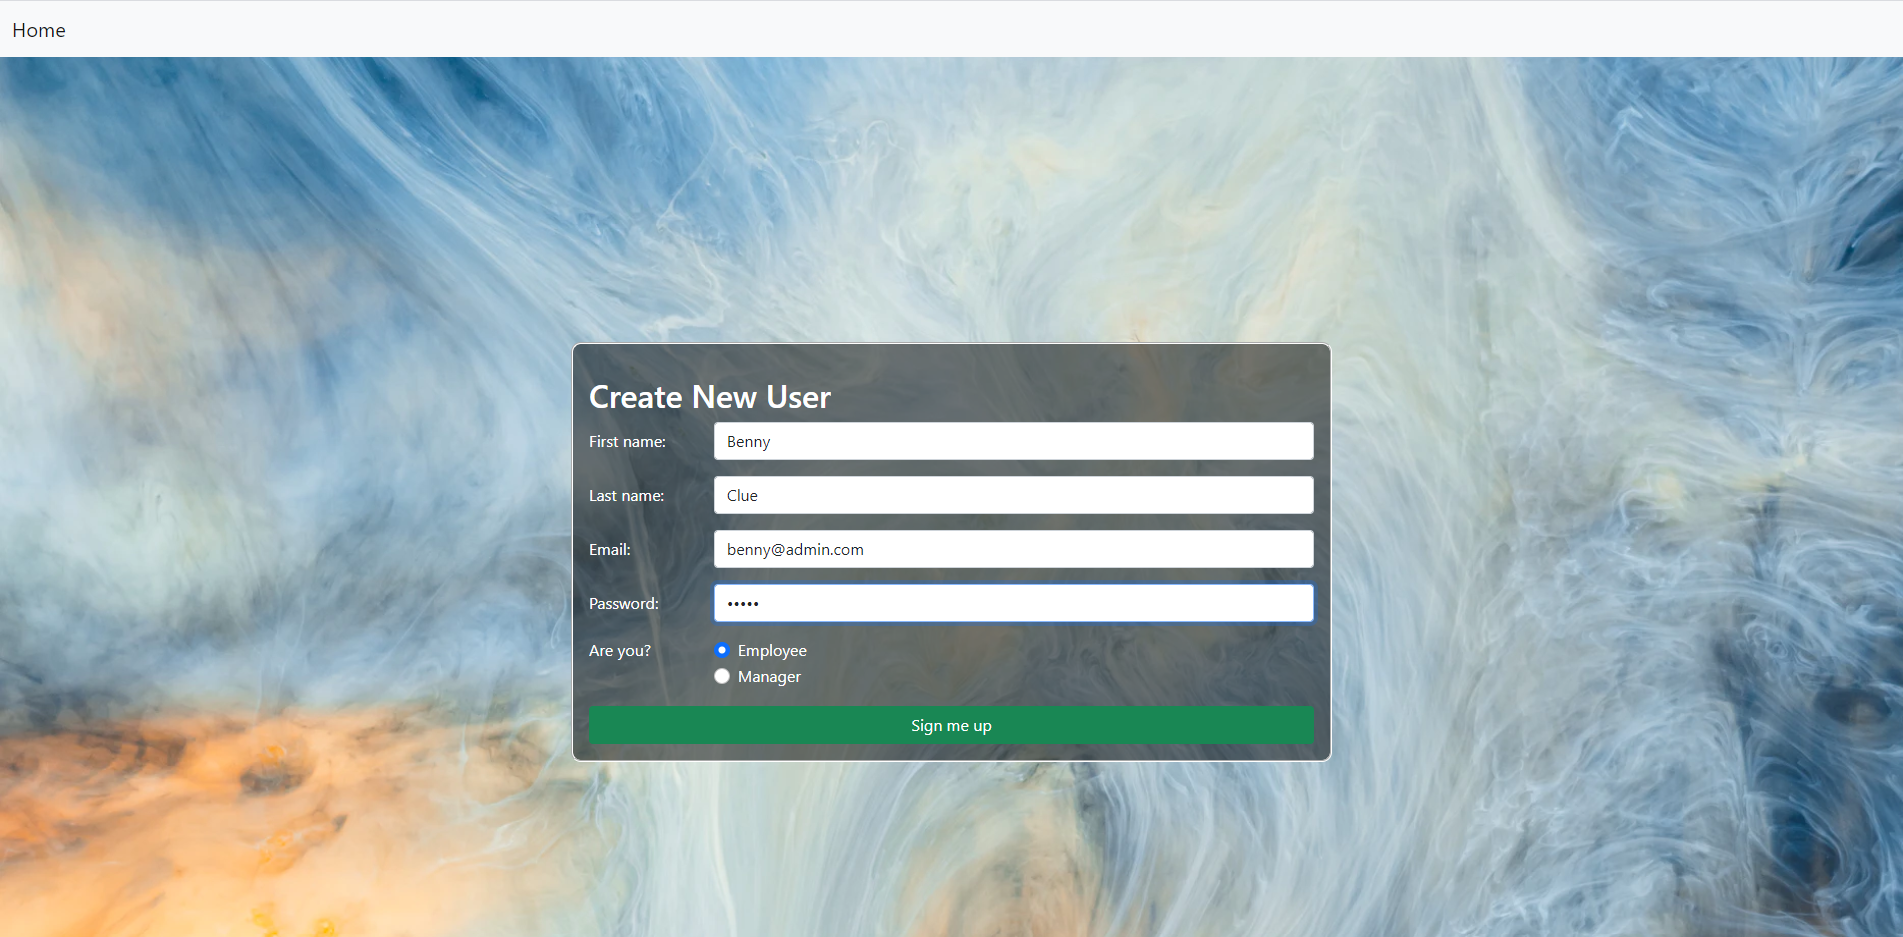 Home
Create New User
First name: Benny
Last name: Clue
Email: benny@admin.com
Password: •••••
Are you? Employee
Manager
Sign me up